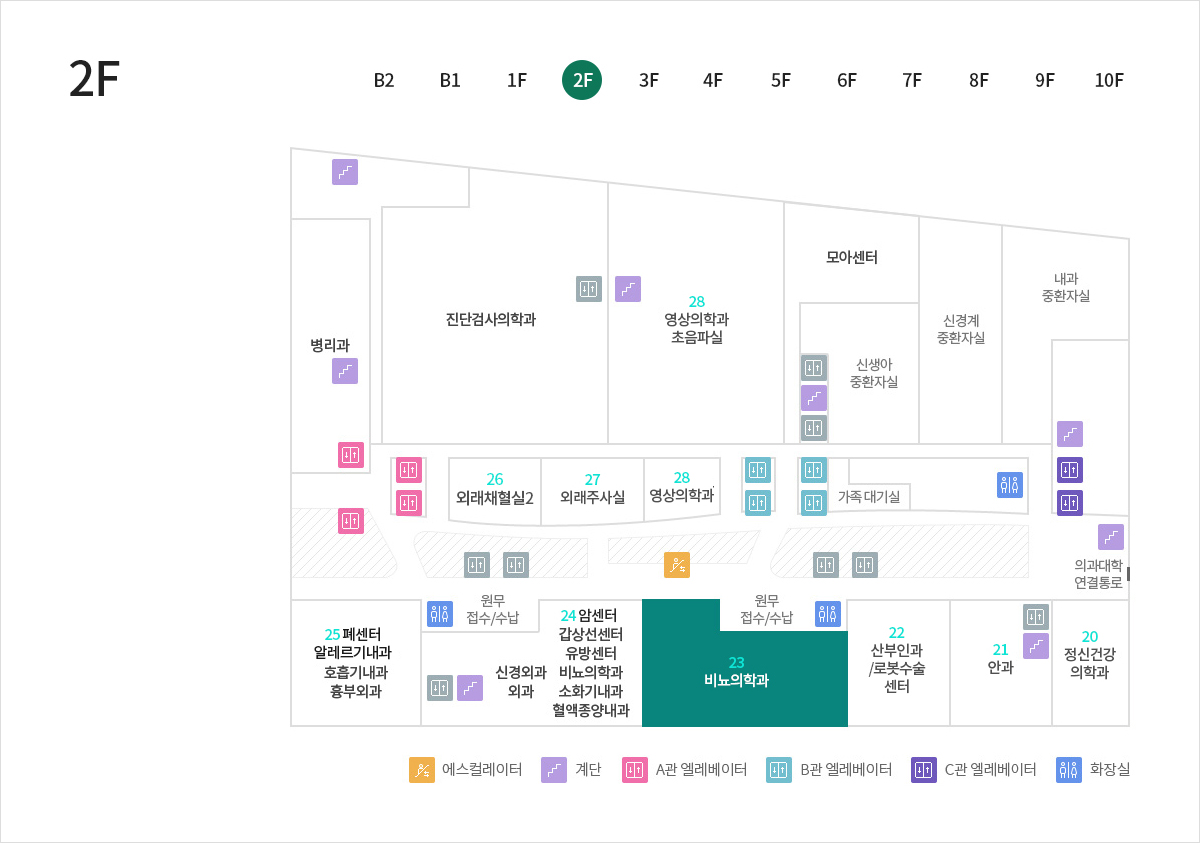 2F
B2 B1 1F 2F 3F 4F 5F 6F 7F 8F 9F 10F
병리과
진단검사의학과
28
영상의학과
초음파실
모아센터
신생아
중환자실
신경계
중환자실
내과
중환자실
26
외래채혈실2
27
외래주사실
28
영상의학과
가족 대기실
의과대학
연결통로
25 폐센터
알레르기내과
호흡기내과
흉부외과
원무
접수/수납
신경외과
외과
24 암센터
갑상선센터
유방센터
비뇨의학과
소화기내과
혈액종양내과
23
비뇨의학과
원무
접수/수납
22
산부인과
/로봇수술
센터
21
안과
20
정신건강
의학과
에스컬레이터 계단 A관 엘레베이터 B관 엘레베이터 C관 엘레베이터 화장실